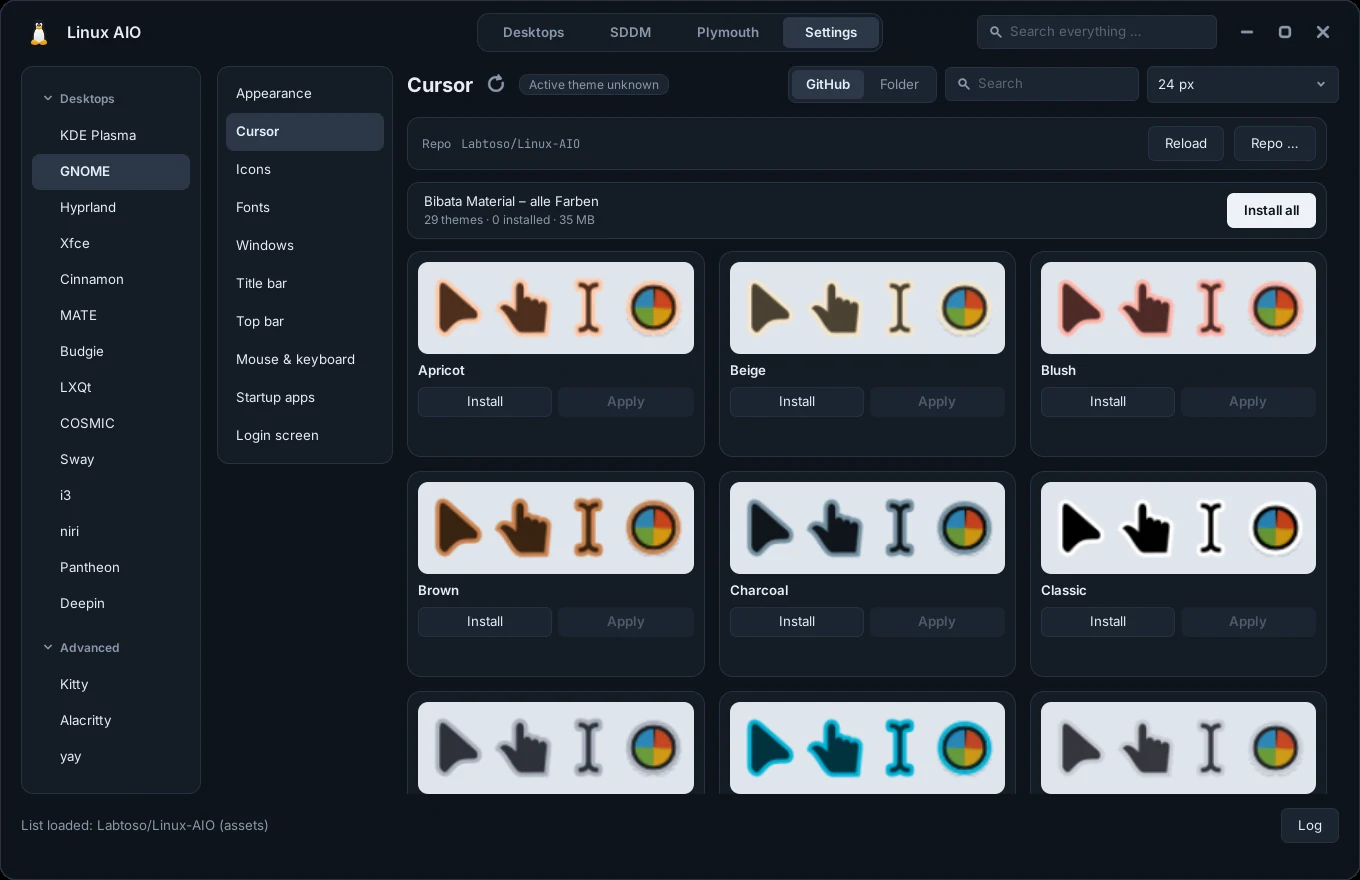 Linux AIO
Desktops
SDDM
Plymouth
Settings
Search everything ...
Desktops
KDE Plasma
GNOME
Hyprland
Xfce
Cinnamon
MATE
Budgie
LXQt
COSMIC
Sway
i3
niri
Pantheon
Deepin
Advanced
Kitty
Alacritty
yay
Appearance
Cursor
Icons
Fonts
Windows
Title bar
Top bar
Mouse & keyboard
Startup apps
Login screen
Cursor
Active theme unknown
GitHub
Folder
Search
24 px
Repo Labtoso/Linux-AIO
Reload
Repo ...
Bibata Material – alle Farben
29 themes · 0 installed · 35 MB
Install all
Apricot
Install
Apply
Beige
Install
Apply
Blush
Install
Apply
Brown
Install
Apply
Charcoal
Install
Apply
Classic
Install
Apply
List loaded: Labtoso/Linux-AIO (assets)
Log